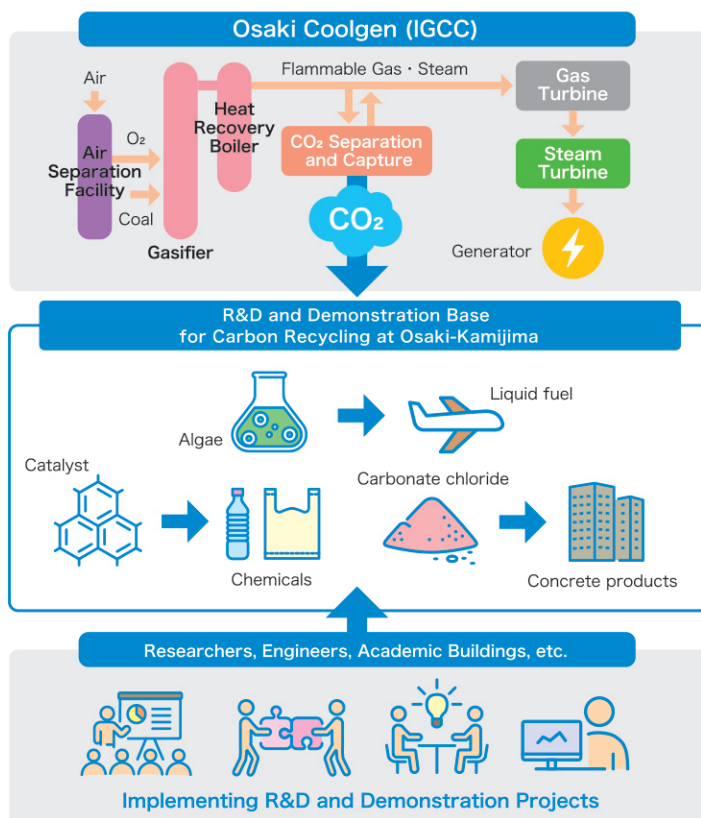 Osaki Coolgen (IGCC)
Air
Air
Separation
Facility
O₂
Coal
Gasifier
Heat
Recovery
Boiler
Flammable Gas・Steam
CO₂ Separation
and Capture
CO₂
Gas
Turbine
Steam
Turbine
Generator
R&D and Demonstration Base
for Carbon Recycling at Osaki-Kamijima
Algae
Liquid fuel
Catalyst
Chemicals
Carbonate chloride
Concrete products
Researchers, Engineers, Academic Buildings, etc.
Implementing R&D and Demonstration Projects